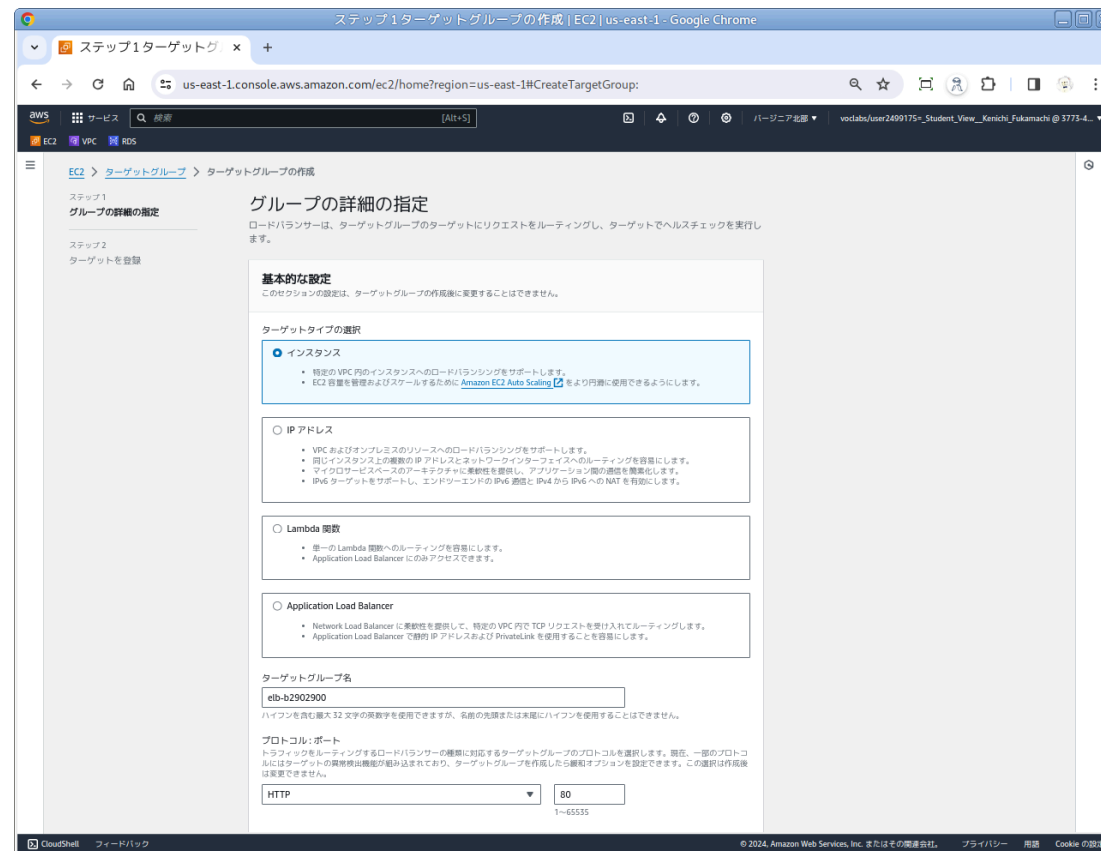 ステップ1ターゲットグループの作成 | EC2 | us-east-1 - Google Chrome
ステップ1ターゲットグ
us-east-1.console.aws.amazon.com/ec2/home?region=us-east-1#CreateTargetGroup:
aws サービス 検索 [Alt+S] バージニア北部 voclabs/user2499175=_Student_View__Kenichi_Fukamachi @ 3773-4...
EC2 VPC RDS
EC2 > ターゲットグループ > ターゲットグループの作成
ステップ 1
グループの詳細の指定
ステップ 2
ターゲットを登録
グループの詳細の指定
ロードバランサーは、ターゲットグループのターゲットにリクエストをルーティングし、ターゲットでヘルスチェックを実行し
ます。
基本的な設定
このセクションの設定は、ターゲットグループの作成後に変更することはできません。
ターゲットタイプの選択
インスタンス
• 特定の VPC 内のインスタンスへのロードバランシングをサポートします。
• EC2 容量を管理およびスケールするために Amazon EC2 Auto Scaling をより円滑に使用できるようにします。
IP アドレス
• VPC およびオンプレミスのリソースへのロードバランシングをサポートします。
• 同じインスタンス上の複数の IP アドレスとネットワークインターフェイスへのルーティングを容易にします。
• マイクロサービスベースのアーキテクチャに柔軟性を提供し、アプリケーション間の通信を簡素化します。
• IPv6 ターゲットをサポートし、エンドツーエンドの IPv6 通信と IPv4 から IPv6 への NAT を有効にします。
Lambda 関数
• 単一の Lambda 関数へのルーティングを容易にします。
• Application Load Balancer にのみアクセスできます。
Application Load Balancer
• Network Load Balancer に柔軟性を提供して、特定の VPC 内で TCP リクエストを受け入れてルーティングします。
• Application Load Balancer で静的 IP アドレスおよび PrivateLink を使用することを容易にします。
ターゲットグループ名
elb-b2902900
ハイフンを含む最大 32 文字の英数字を使用できますが、名前の先頭または末尾にハイフンを使用することはできません。
プロトコル : ポート
トラフィックをルーティングするロードバランサーの種類に対応するターゲットグループのプロトコルを選択します。現在、一部のプロトコ
ルにはターゲットの異常検出機能が組み込まれており、ターゲットグループを作成したら緩和オプションを設定できます。この選択は作成後
は変更できません。
HTTP 80
1～65535
CloudShell フィードバック © 2024, Amazon Web Services, Inc. またはその関連会社。 プライバシー 用語 Cookie の設定